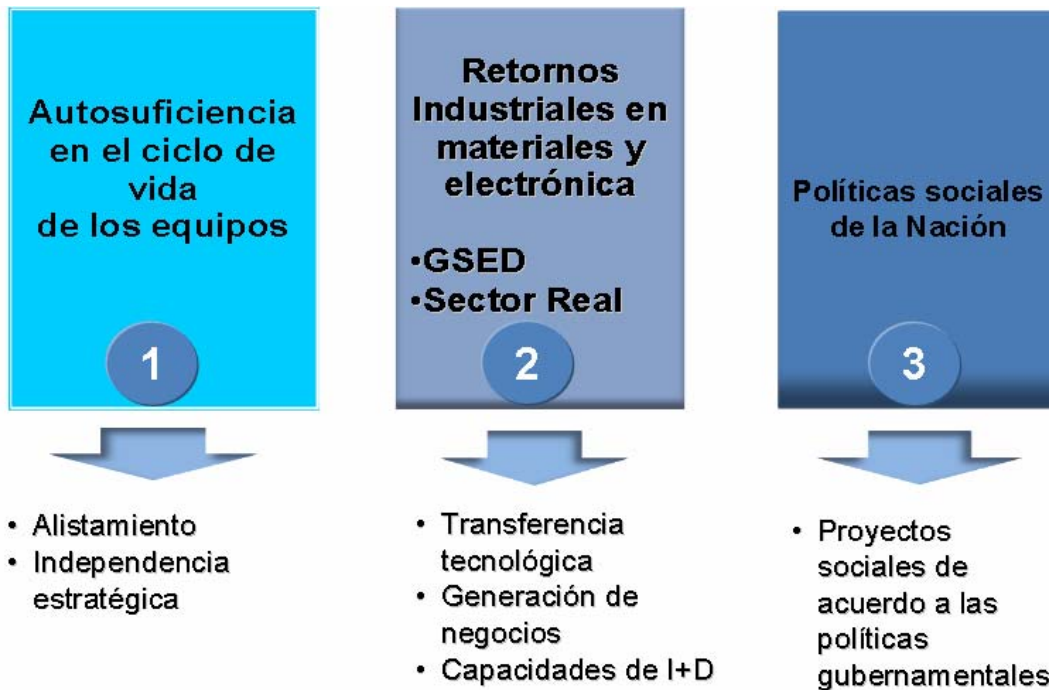 Autosuficiencia
en el ciclo de
vida
de los equipos
1
Retornos
Industriales en
materiales y
electrónica
•GSED
•Sector Real
2
Políticas sociales
de la Nación
3
• Alistamiento
• Independencia
estratégica
• Transferencia
tecnológica
• Generación de
negocios
• Capacidades de I+D
• Proyectos
sociales de
acuerdo a las
políticas
gubernamentales